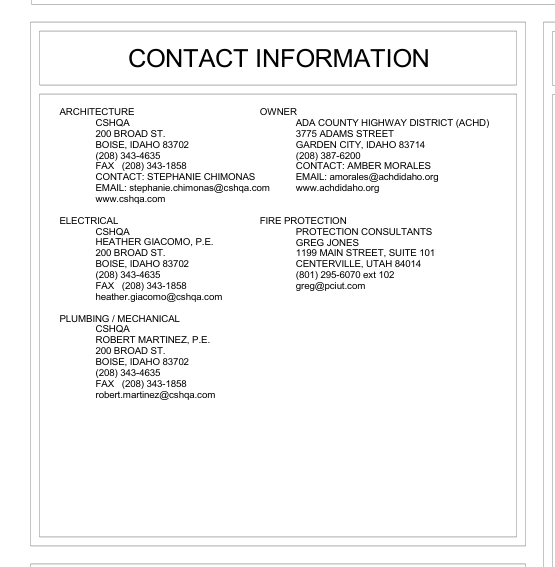 CONTACT INFORMATION
ARCHITECTURE
CSHQA
200 BROAD ST.
BOISE, IDAHO 83702
(208) 343-4635
FAX (208) 343-1858
CONTACT: STEPHANIE CHIMONAS
EMAIL: stephanie.chimonas@cshqa.com
www.cshqa.com
OWNER
ADA COUNTY HIGHWAY DISTRICT (ACHD)
3775 ADAMS STREET
GARDEN CITY, IDAHO 83714
(208) 387-6200
CONTACT: AMBER MORALES
EMAIL: amorales@achdidaho.org
www.achdidaho.org
ELECTRICAL
CSHQA
HEATHER GIACOMO, P.E.
200 BROAD ST.
BOISE, IDAHO 83702
(208) 343-4635
FAX (208) 343-1858
heather.giacomo@cshqa.com
FIRE PROTECTION
PROTECTION CONSULTANTS
GREG JONES
1199 MAIN STREET, SUITE 101
CENTERVILLE, UTAH 84014
(801) 295-6070 ext 102
greg@pciut.com
PLUMBING / MECHANICAL
CSHQA
ROBERT MARTINEZ, P.E.
200 BROAD ST.
BOISE, IDAHO 83702
(208) 343-4635
FAX (208) 343-1858
robert.martinez@cshqa.com